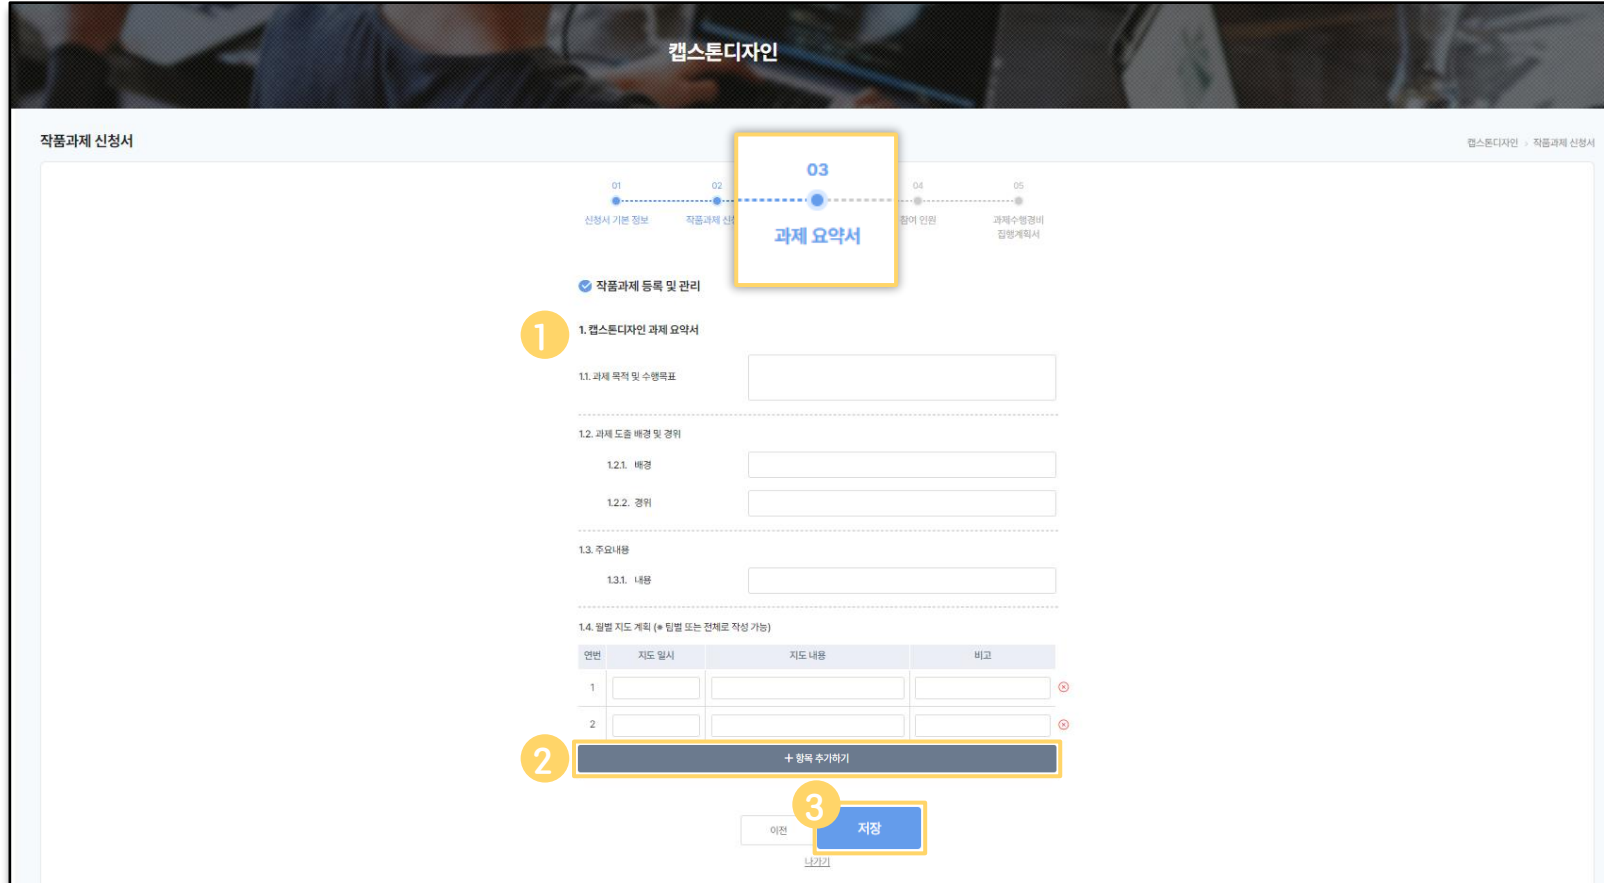 캡스톤디자인
작품과제 신청서
캡스톤디자인 > 작품과제 신청서
01 02 03 04 05
신청서 기본 정보 작품과제 신청 과제 요약서 참여 인원 과제수행경비
집행계획서
작품과제 등록 및 관리
1
1. 캡스톤디자인 과제 요약서
1.1. 과제 목적 및 수행목표
1.2. 과제 도출 배경 및 경위
1.2.1. 배경
1.2.2. 경위
1.3. 주요내용
1.3.1. 내용
1.4. 월별 지도 계획 (※ 팀별 또는 전체로 작성 가능)
연번 지도 일시 지도 내용 비고
1
2
2
+ 항목 추가하기
3
이전 저장
나가기